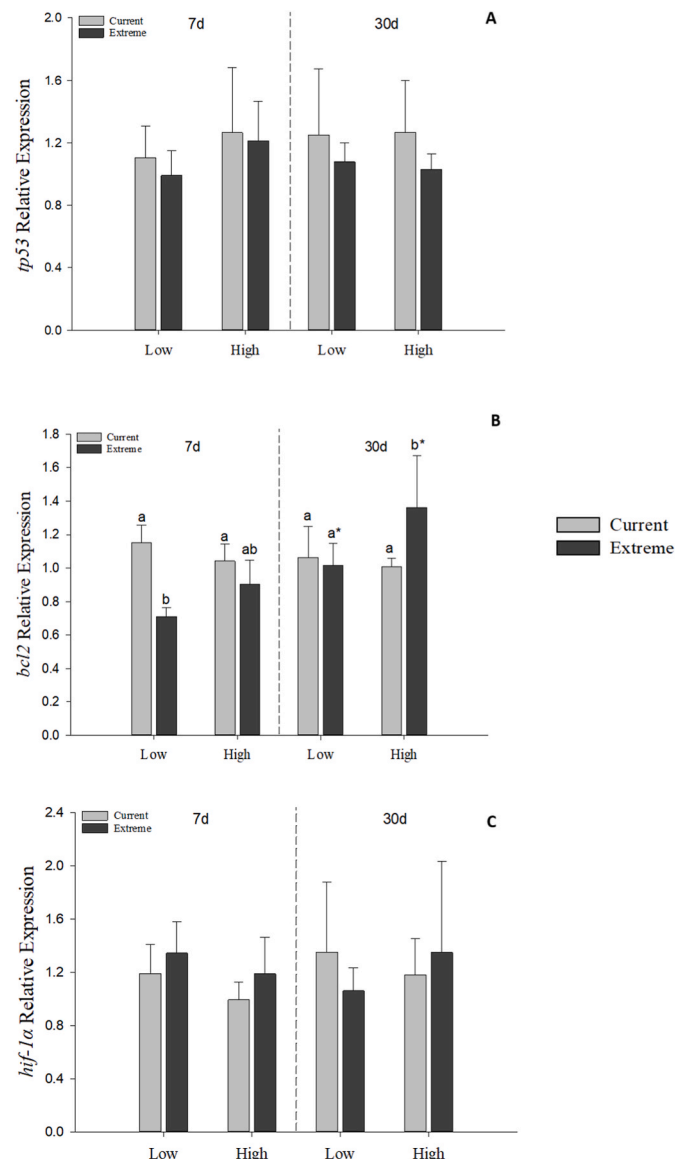 A
Current
Extreme
7d
30d
2.0
1.6
1.2
0.8
0.4
0.0
tp53 Relative Expression
Low
High
Low
High
B
Current
Extreme
7d
30d
1.8
1.6
1.4
1.2
1.0
0.8
0.6
0.4
0.2
0.0
bcl2 Relative Expression
a
b
a
ab
a
a*
a
b*
Low
High
Low
High
Current
Extreme
C
Current
Extreme
7d
30d
2.4
2.0
1.6
1.2
0.8
0.4
0.0
hif-1α Relative Expression
Low
High
Low
High